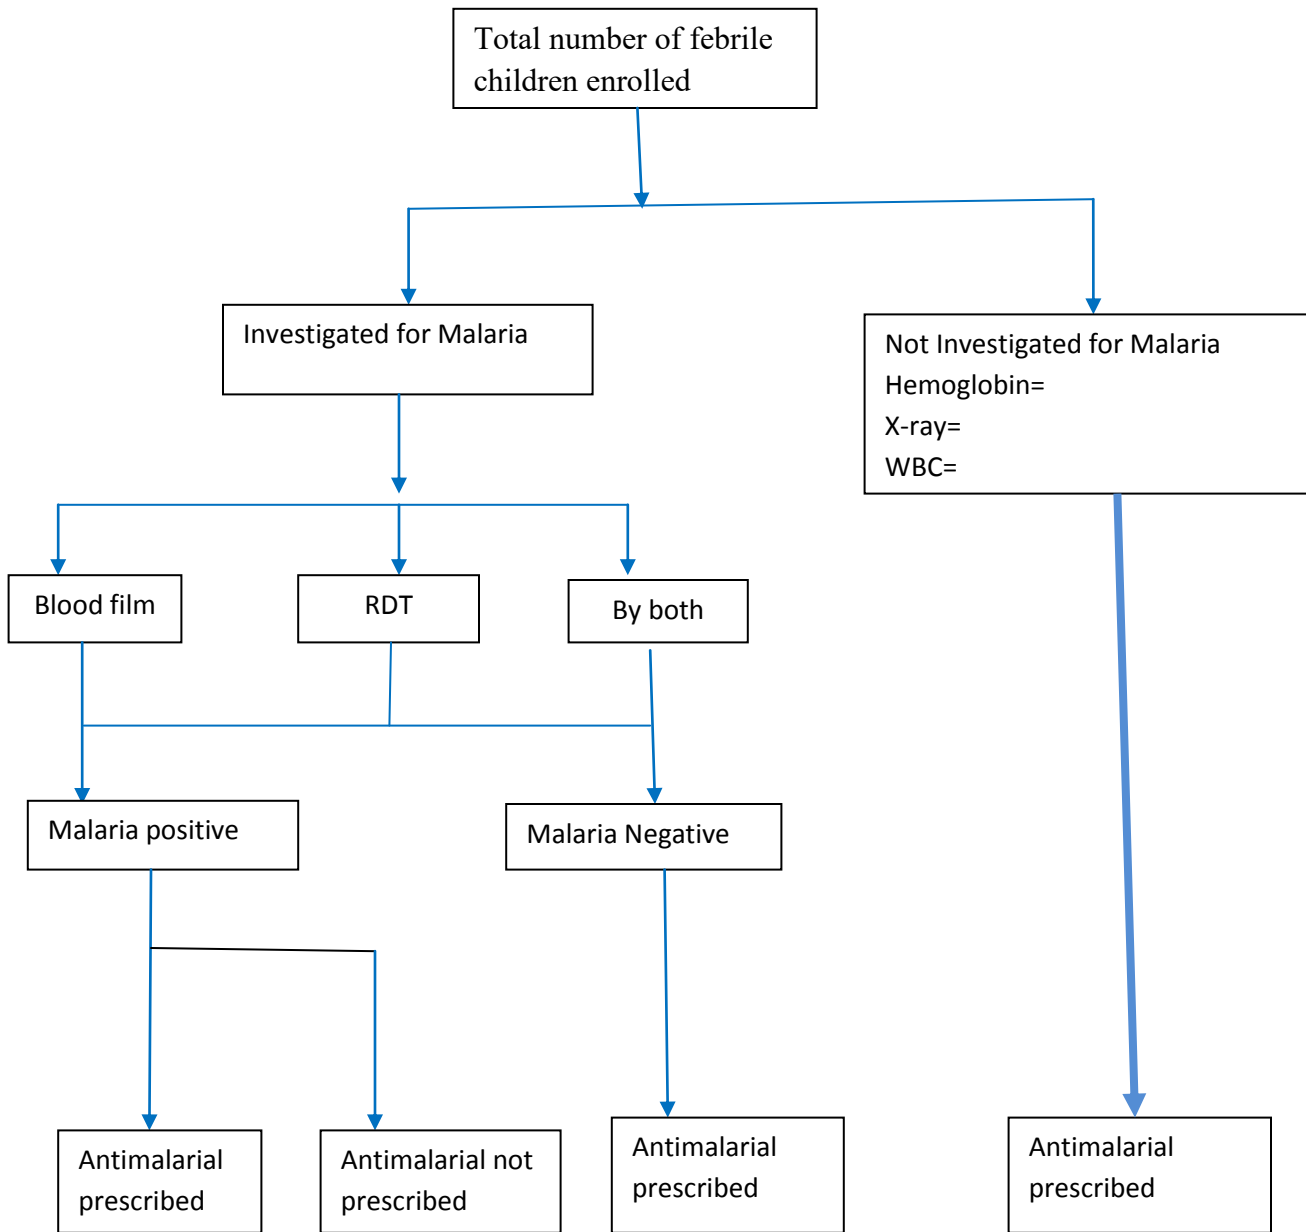 Total number of febrile
children enrolled
Investigated for Malaria
Not Investigated for Malaria
Hemoglobin=
X-ray=
WBC=
Blood film
RDT
By both
Malaria positive
Malaria Negative
Antimalarial
prescribed
Antimalarial not
prescribed
Antimalarial
prescribed
Antimalarial
prescribed